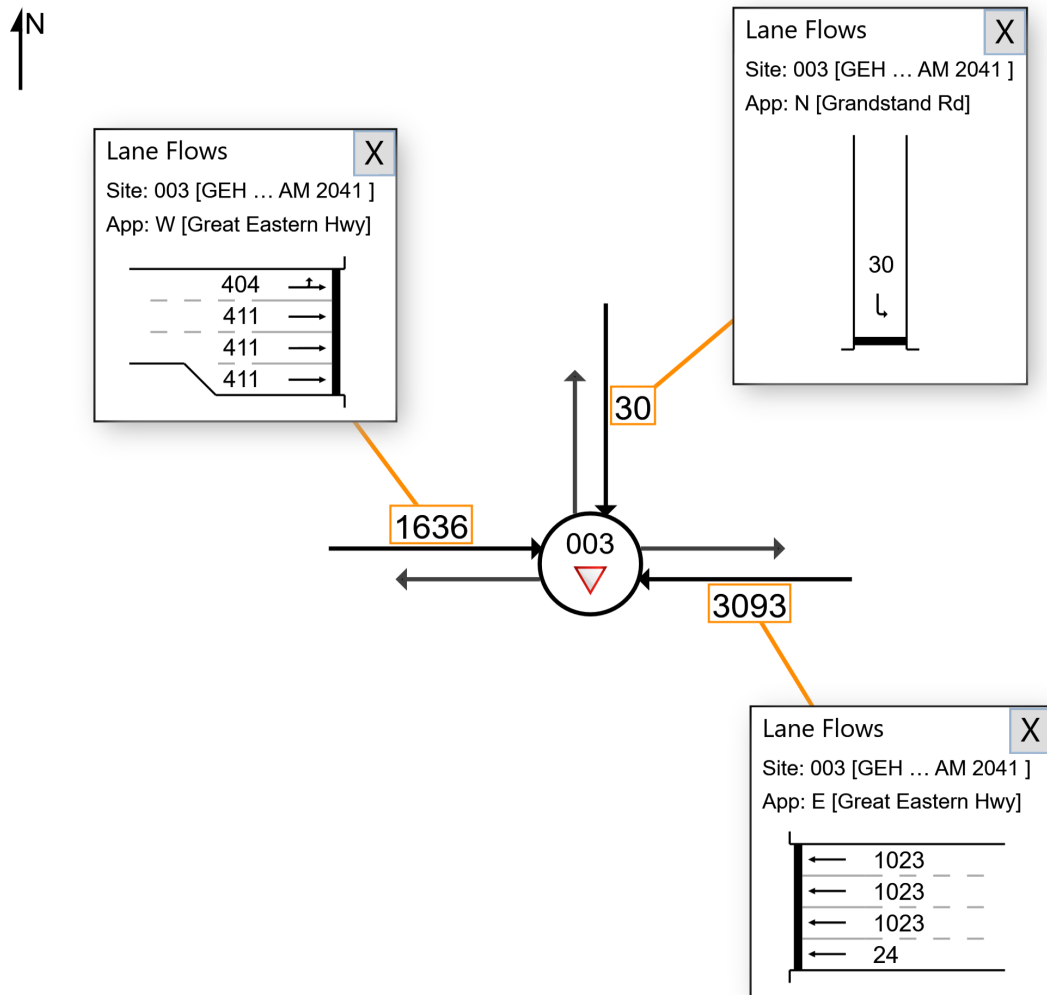 N
Lane Flows
X
Site: 003 [GEH ... AM 2041 ]
App: N [Grandstand Rd]
30
Lane Flows
X
Site: 003 [GEH ... AM 2041 ]
App: W [Great Eastern Hwy]
404
411
411
411
30
1636
003
3093
Lane Flows
X
Site: 003 [GEH ... AM 2041 ]
App: E [Great Eastern Hwy]
1023
1023
1023
24